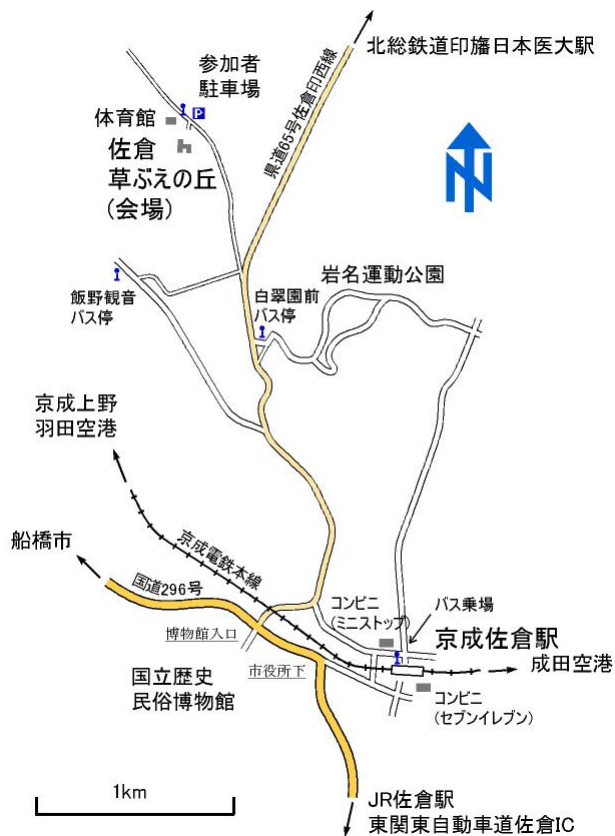 北総鉄道印旛日本医大駅
参加者
駐車場
P
体育館
佐倉
草ぶえの丘
(会場)
県道65号佐倉印西線
N
岩名運動公園
飯野観音
バス停
白翠園前
バス停
京成上野
羽田空港
船橋市
京成電鉄本線
国道296号
コンビニ
(ミニストップ)
バス乗場
博物館入口
京成佐倉駅
市役所下
成田空港
国立歴史
民俗博物館
コンビニ
(セブンイレブン)
1km
JR佐倉駅
東関東自動車道佐倉IC